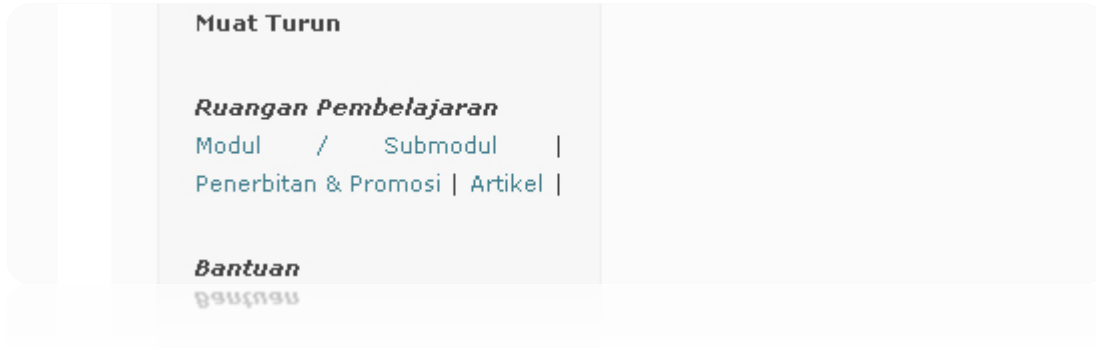 Muat Turun
Ruangan Pembelajaran
Modul / Submodul |
Penerbitan & Promosi | Artikel |
Bantuan